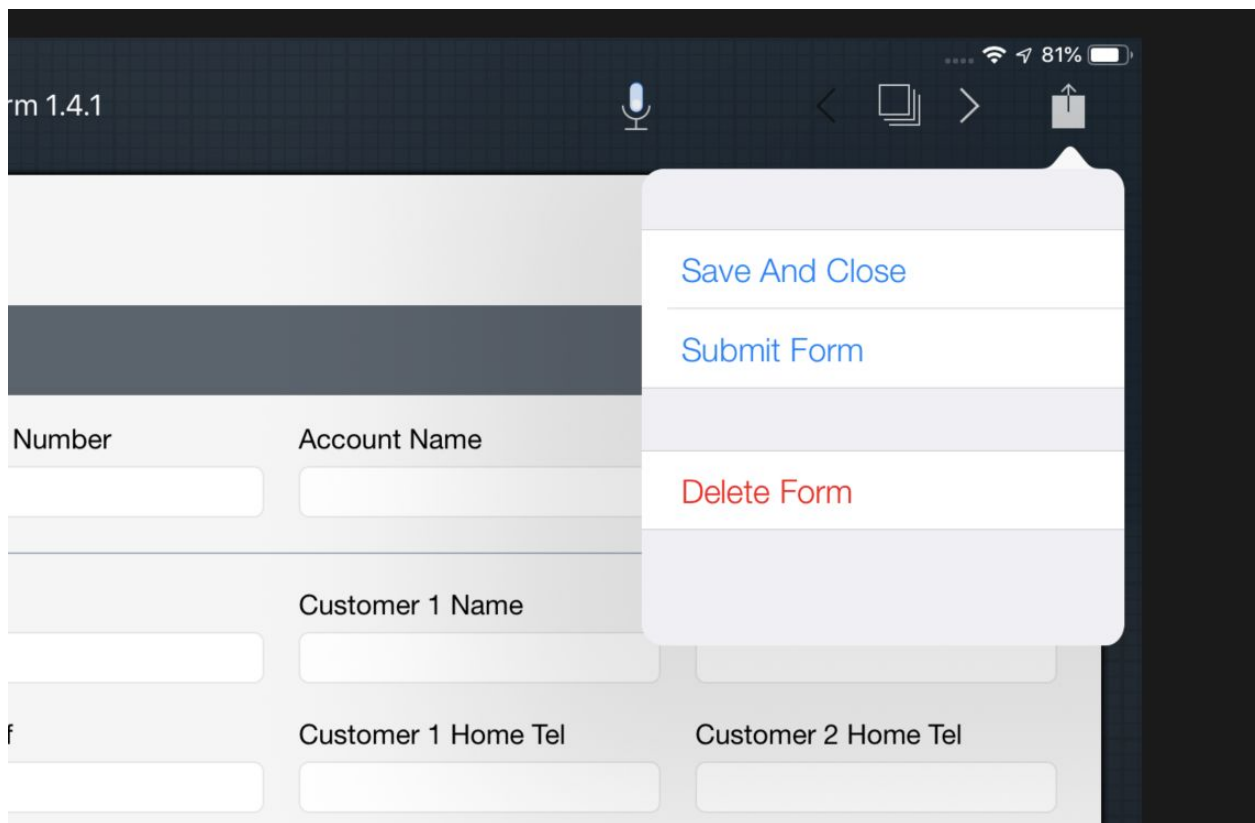 81%
rm 1.4.1
Save And Close
Submit Form
Number
Account Name
Delete Form
Customer 1 Name
f
Customer 1 Home Tel
Customer 2 Home Tel